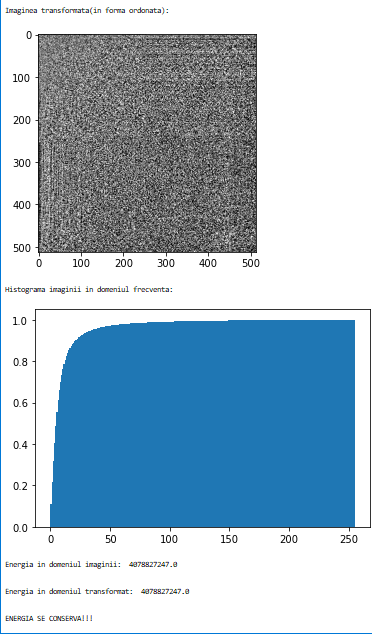 Imaginea transformata(in forma ordonata):
0
100
200
300
400
500
0 100 200 300 400 500
Histograma imaginii in domeniul frecventa:
1.0
0.8
0.6
0.4
0.2
0.0
0 50 100 150 200 250
Energia in domeniul imaginii: 4078827247.0
Energia in domeniul transformat: 4078827247.0
ENERGIA SE CONSERVA!!!